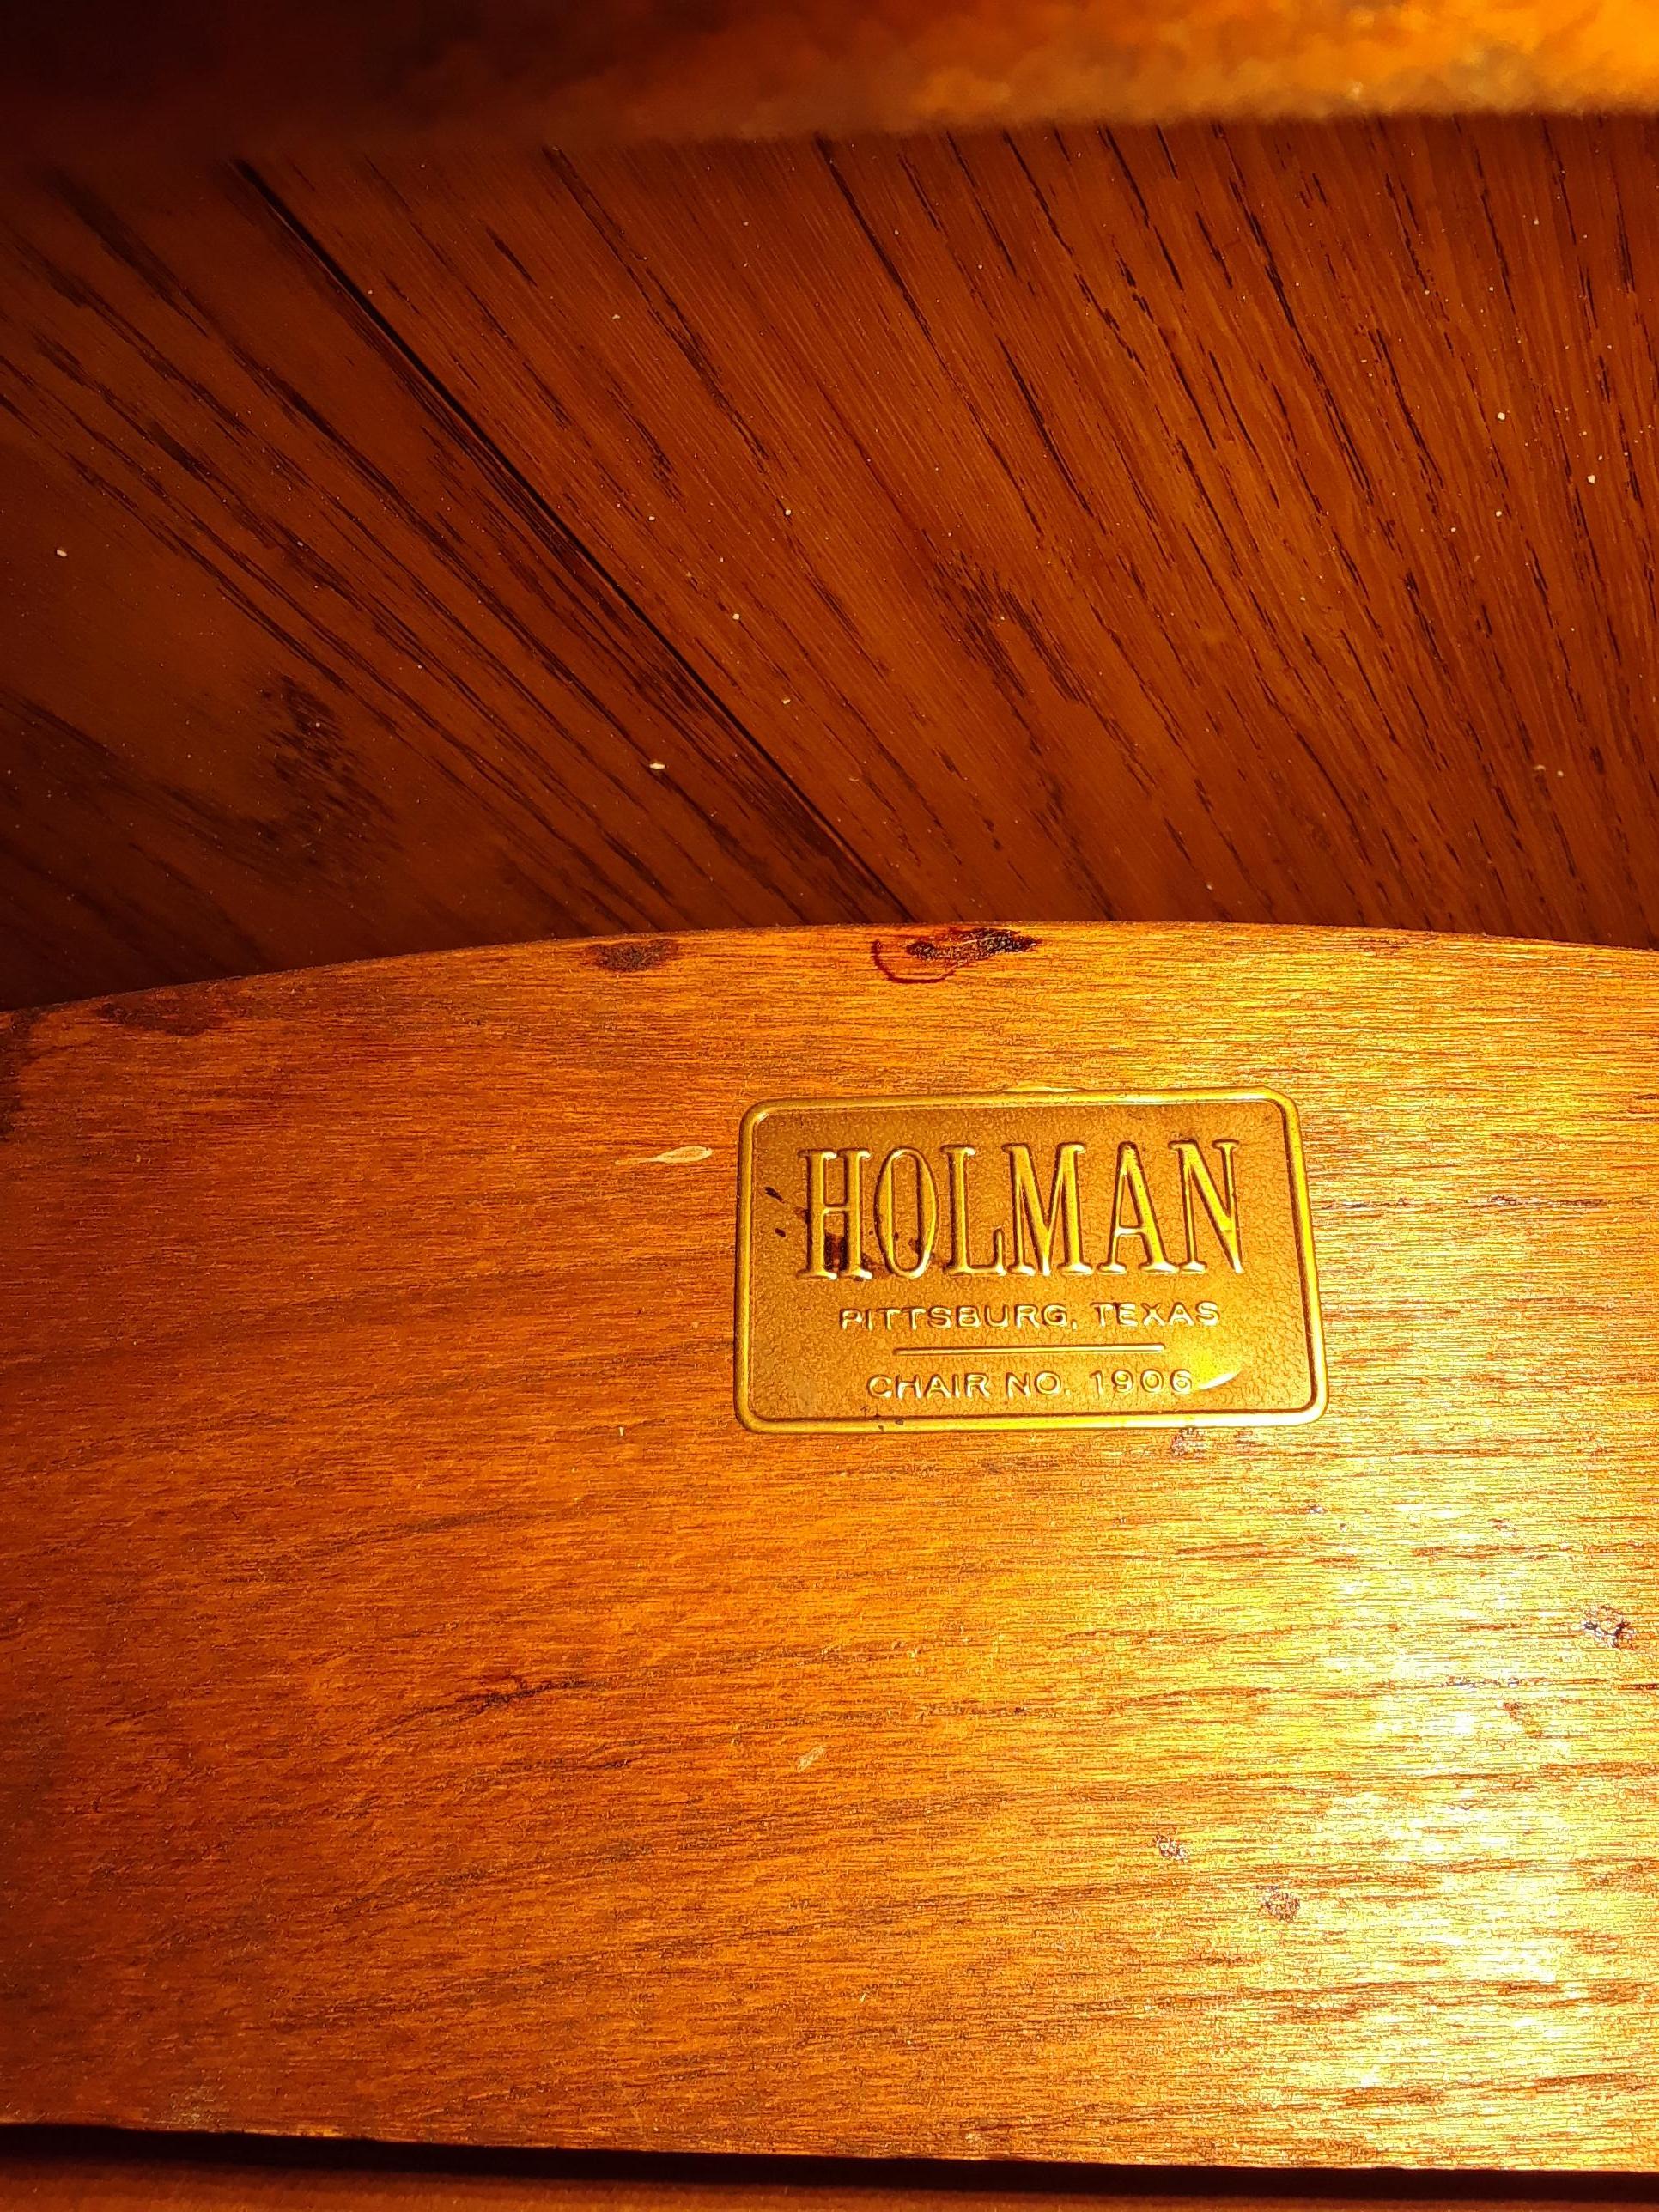 HOLMAN
PITTSBURG, TEXAS
CHAIR NO. 1906